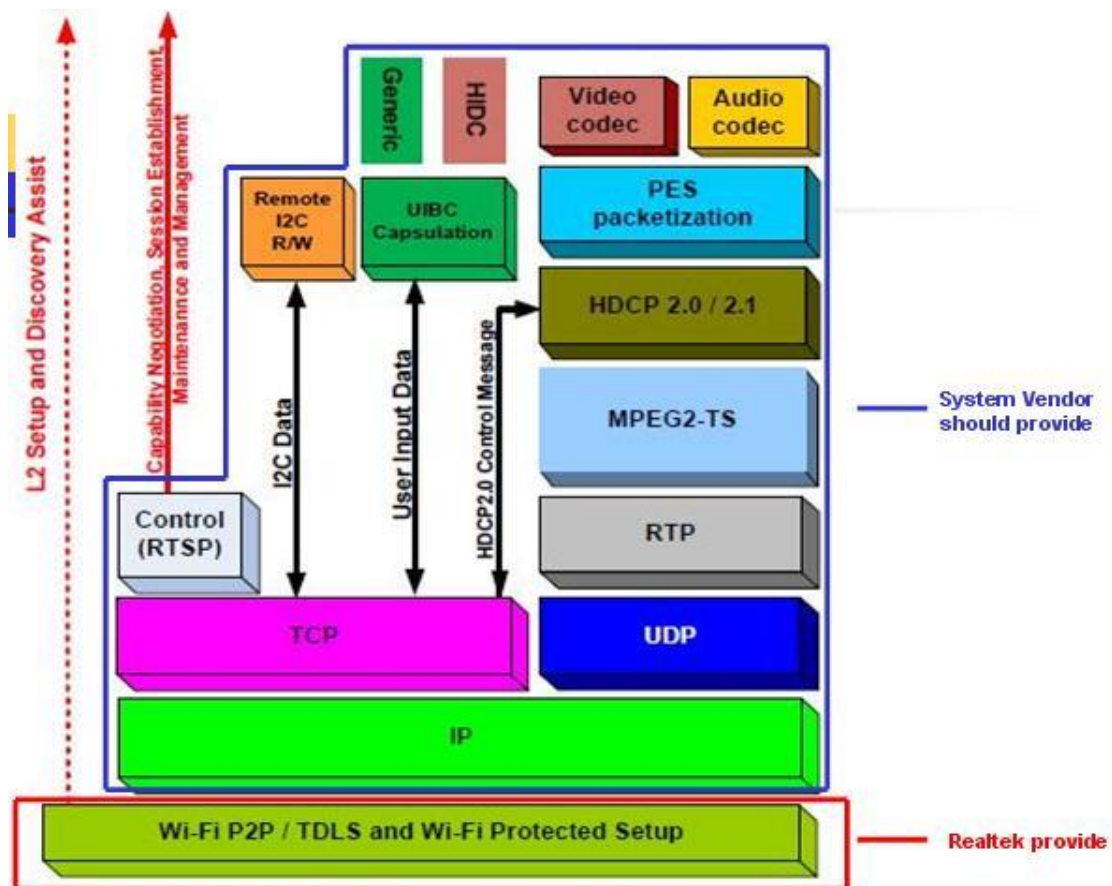 L2 Setup and Discovery Assist
Capability Negotiation, Session Establishment,
Maintenannce and Management
Generic
HIDC
Video
codec
Audio
codec
Remote
I2C
R/W
UIBC
Capsulation
PES
packetization
HDCP 2.0 / 2.1
I2C Data
User Input Data
HDCP2.0 Control Message
MPEG2-TS
System Vendor
should provide
Control
(RTSP)
RTP
TCP
UDP
IP
Wi-Fi P2P / TDLS and Wi-Fi Protected Setup
Realtek provide